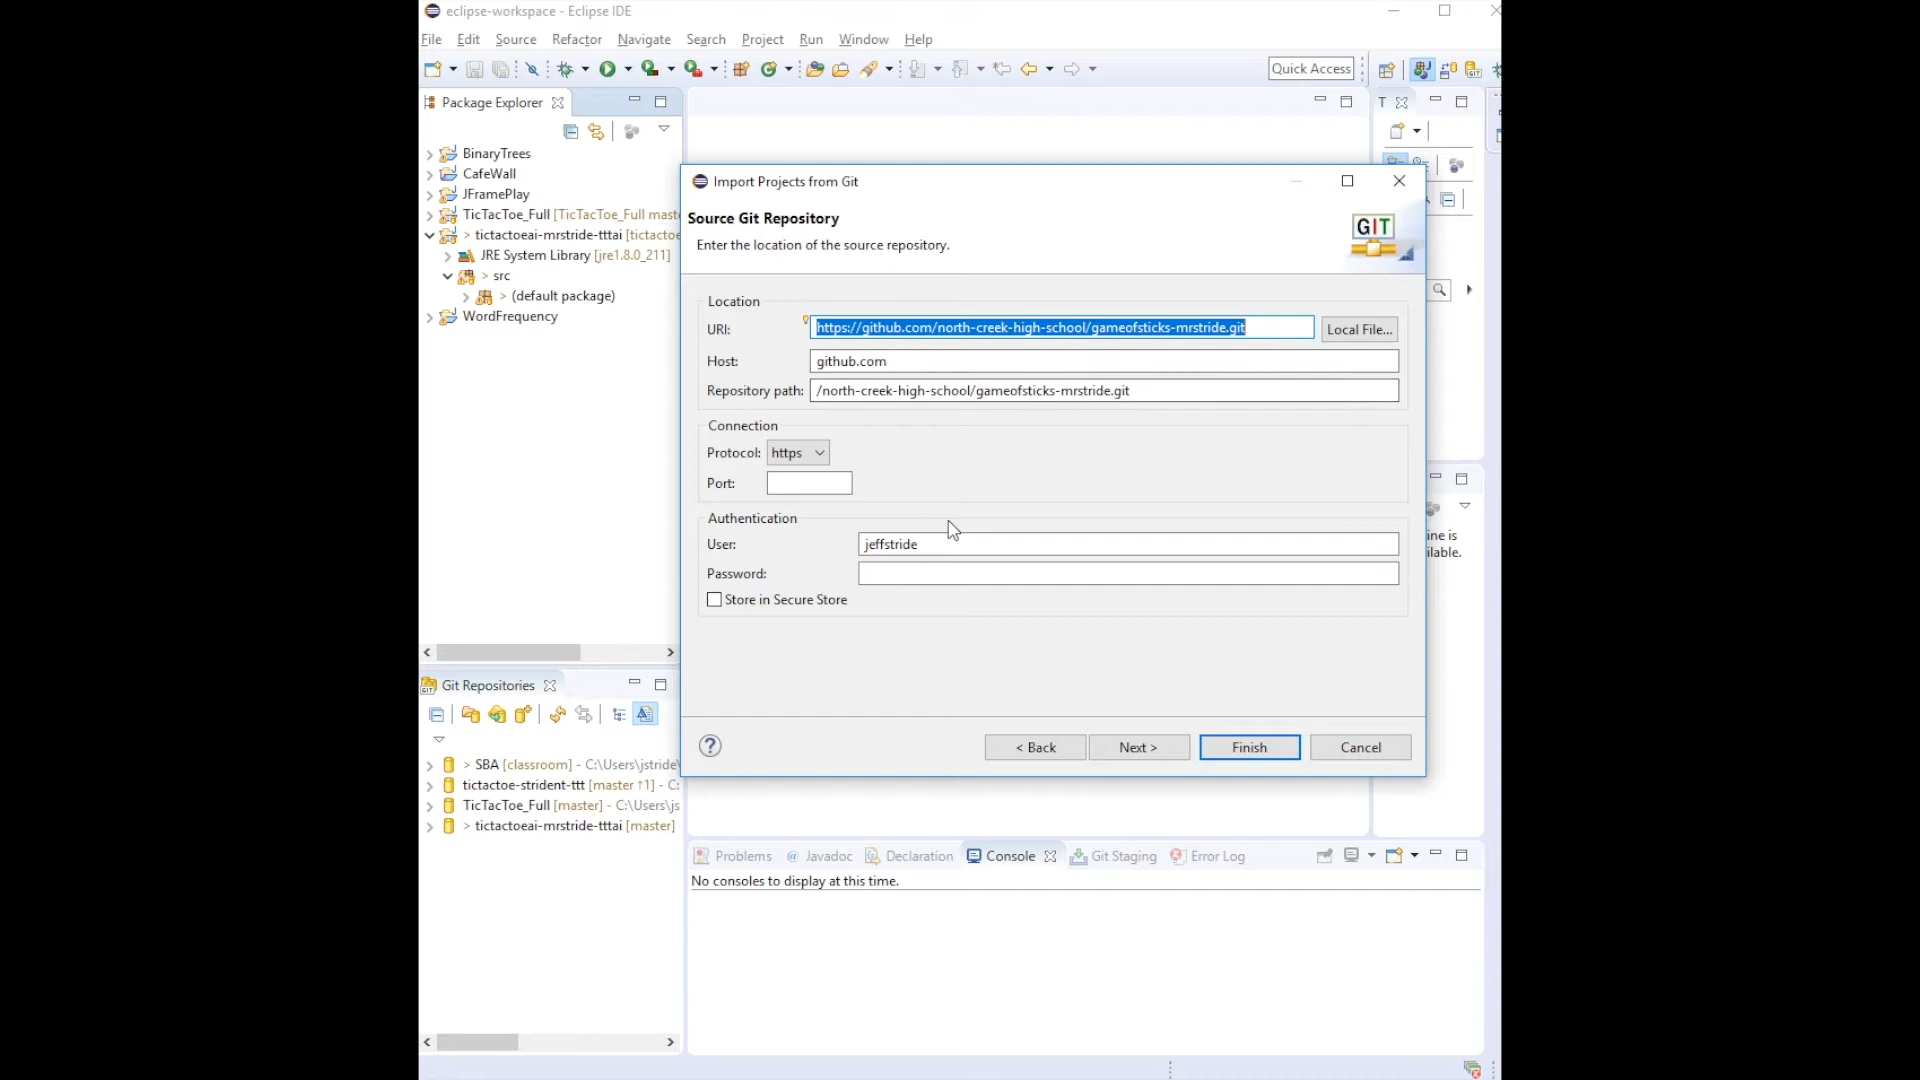 eclipse-workspace - Eclipse IDE
File Edit Source Refactor Navigate Search Project Run Window Help
Quick Access
Package Explorer
T
BinaryTrees
CafeWall
JFramePlay
TicTacToe_Full [TicTacToe_Full mast
> tictactoeai-mrstride-tttai [tictactoe
JRE System Library [jre1.8.0_211]
> src
> (default package)
WordFrequency
Import Projects from Git
Source Git Repository
Enter the location of the source repository.
GIT
Location
URI: https://github.com/north-creek-high-school/gameofsticks-mrstride.git Local File...
Host: github.com
Repository path: /north-creek-high-school/gameofsticks-mrstride.git
Connection
Protocol: https
Port:
Authentication
User: jeffstride
Password:
Store in Secure Store
< Back Next > Finish Cancel
ine is
ilable.
Git Repositories
> SBA [classroom] - C:\Users\jstride\
tictactoe-strident-ttt [master ↑1] - C:
TicTacToe_Full [master] - C:\Users\js
> tictactoeai-mrstride-tttai [master]
Problems @ Javadoc Declaration Console Git Staging Error Log
No consoles to display at this time.